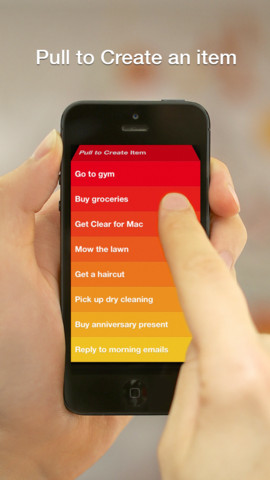 Pull to Create an item
Pull to Create Item
Go to gym
Buy groceries
Get Clear for Mac
Mow the lawn
Get a haircut
Pick up dry cleaning
Buy anniversary present
Reply to morning emails